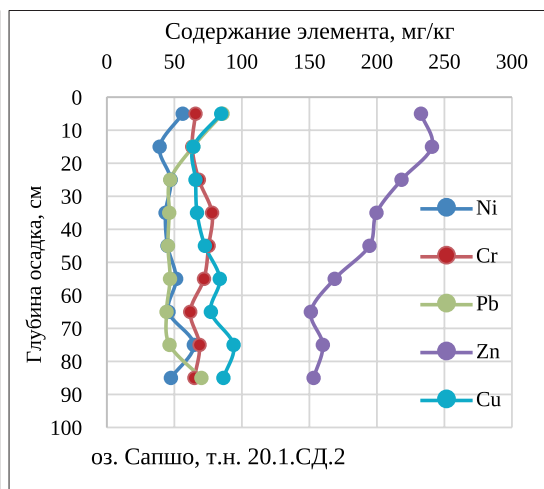 Содержание элемента, мг/кг
0 50 100 150 200 250 300
Глубина осадка, см
0
10
20
30
40
50
60
70
80
90
100
Ni
Cr
Pb
Zn
Cu
оз. Сапшо, т.н. 20.1.СД.2